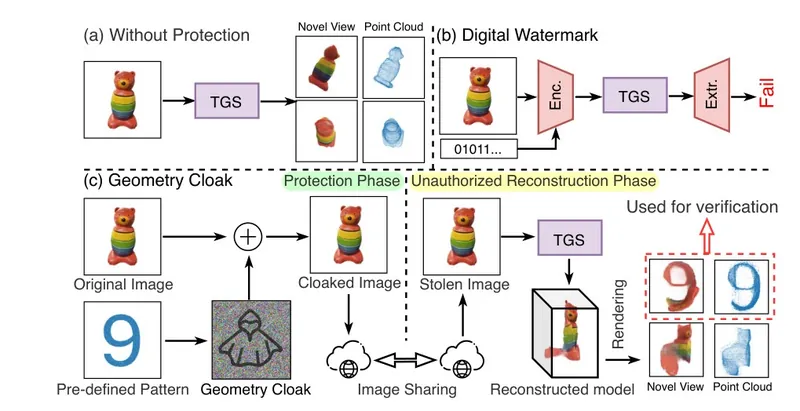 (a) Without Protection
Novel View Point Cloud
TGS
(b) Digital Watermark
Enc.
01011...
TGS
Extr.
Fail
(c) Geometry Cloak
Protection Phase
Unauthorized Reconstruction Phase
Original Image
Cloaked Image
9
Pre-defined Pattern
Geometry Cloak
Image Sharing
Stolen Image
TGS
Reconstructed model
Rendering
Used for verification
9 9
Novel View Point Cloud